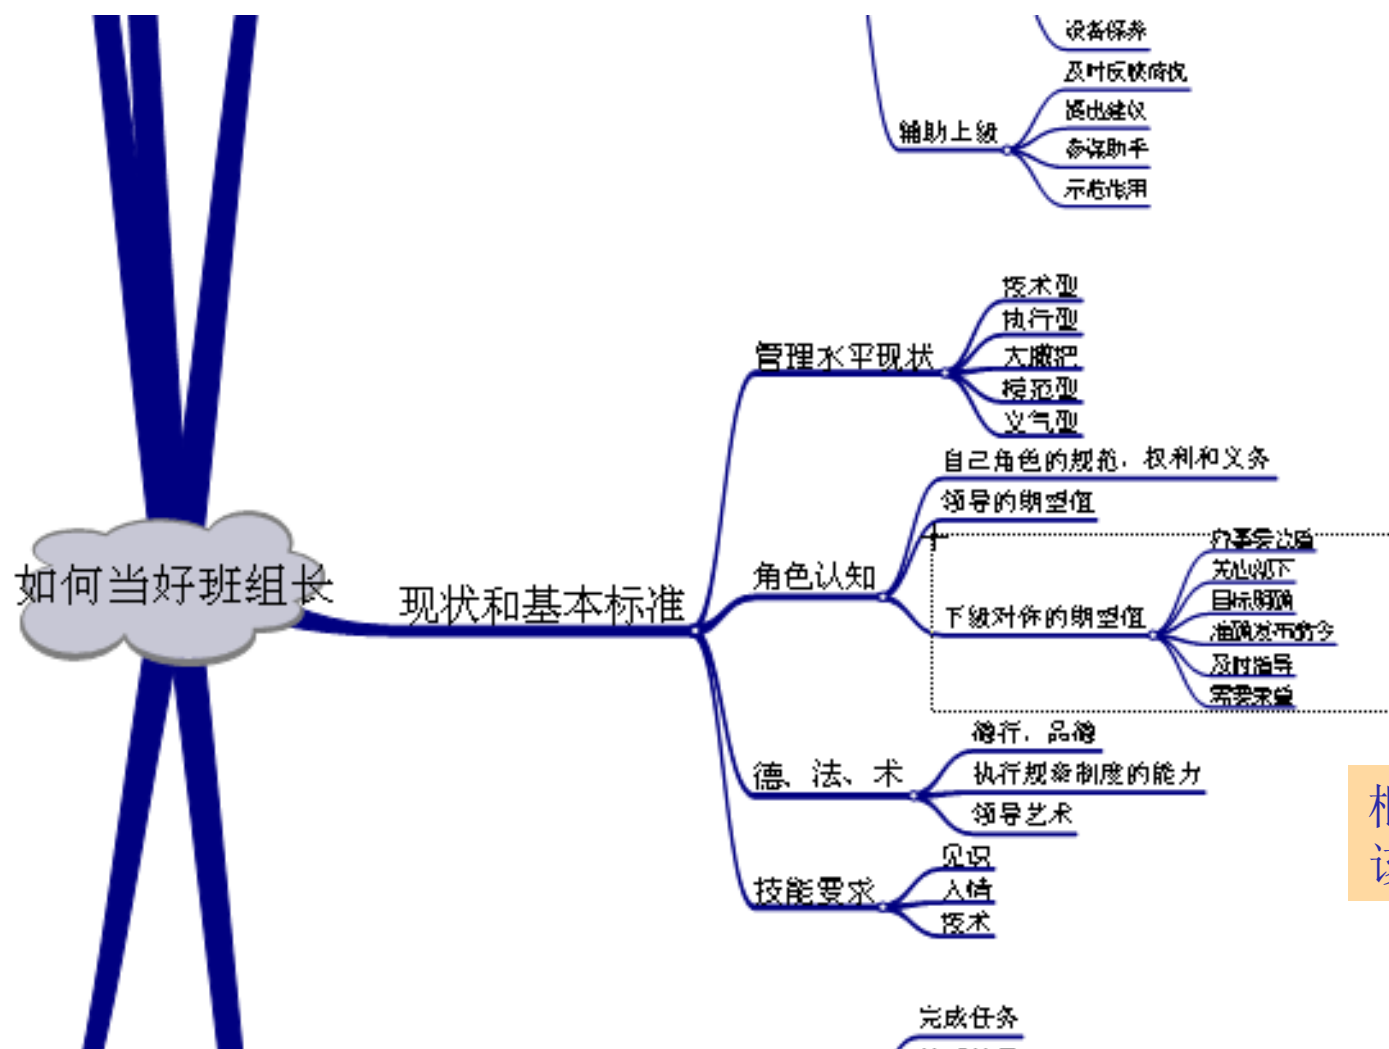 设备保养
及时反映情况
提出建议
辅助上级
参谋助手
示范作用
技术型
执行型
管理水平现状
大撒把
模范型
义气型
自己角色的规范、权利和义务
领导的期望值
办事要公道
角色认知
关心部下
目标明确
下级对你的期望值
准确发布命令
及时指导
需要荣誉
如何当好班组长
现状和基本标准
德行、品德
德、法、术
执行规章制度的能力
领导艺术
见识
技能要求
人情
技术
完成任务